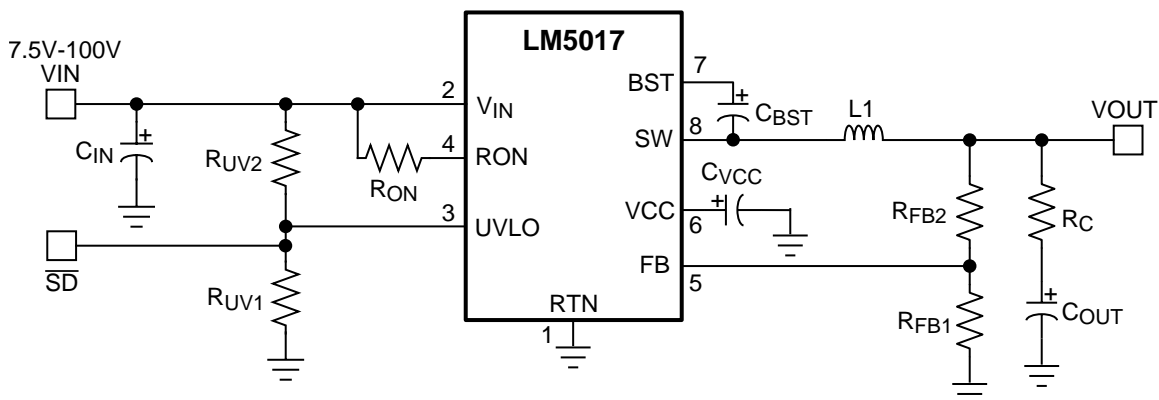 LM5017
7.5V-100V
VIN
7
BST
2
VIN
CBST
L1
VOUT
8
SW
CIN
4
RON
RUV2
RON
CVCC
3
UVLO
VCC
6
RFB2
RC
SD
FB
5
RUV1
RTN
1
RFB1
COUT